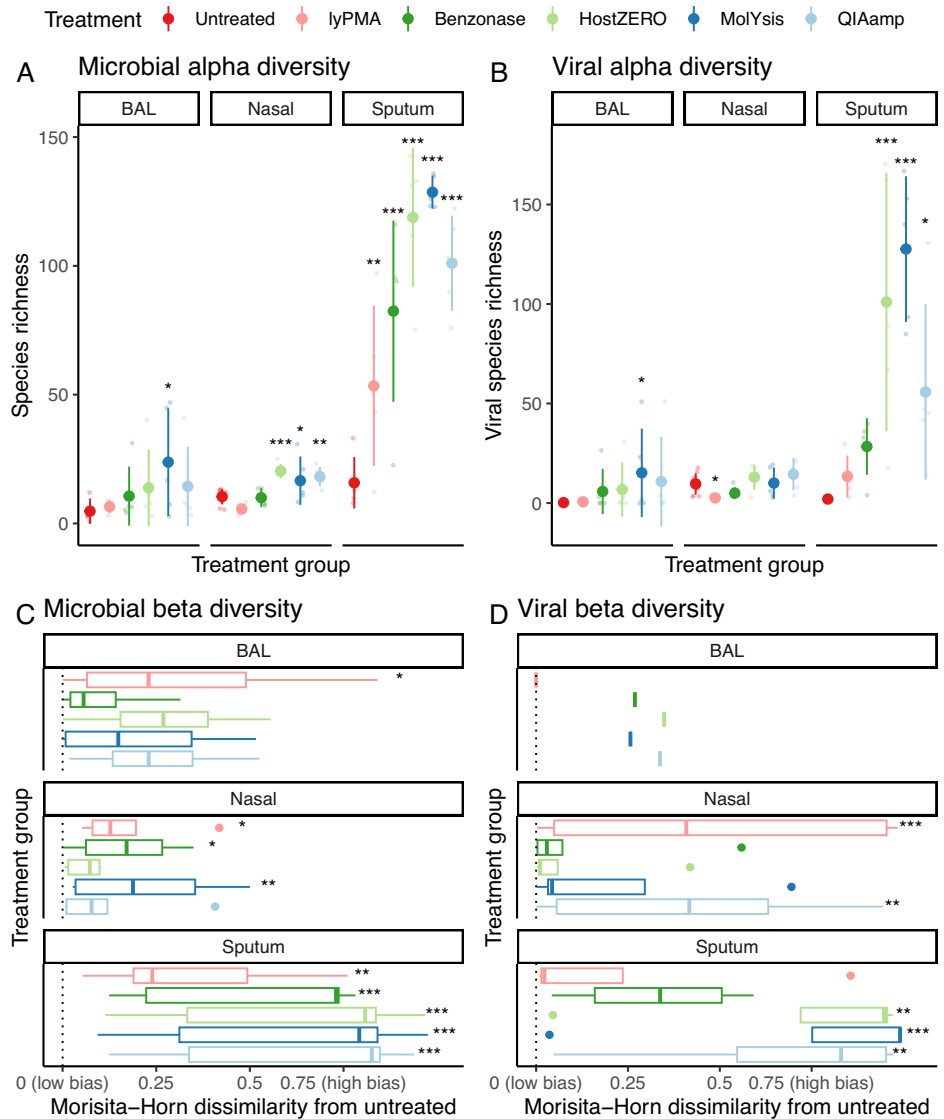 Treatment Untreated lyPMA Benzonase HostZERO MolYsis QIAamp
A Microbial alpha diversity
BAL Nasal Sputum
Species richness
150
100
50
0
*
***
*
**
**
***
***
***
***
Treatment group
B Viral alpha diversity
BAL Nasal Sputum
Viral species richness
150
100
50
0
*
*
***
***
*
Treatment group
C Microbial beta diversity
Treatment group
BAL
*
Nasal
*
*
**
Sputum
**
***
***
***
***
0 (low bias) 0.25 0.5 0.75 (high bias)
Morisita−Horn dissimilarity from untreated
D Viral beta diversity
Treatment group
BAL
Nasal
***
**
Sputum
**
***
**
0 (low bias) 0.25 0.5 0.75 (high bias)
Morisita−Horn dissimilarity from untreated